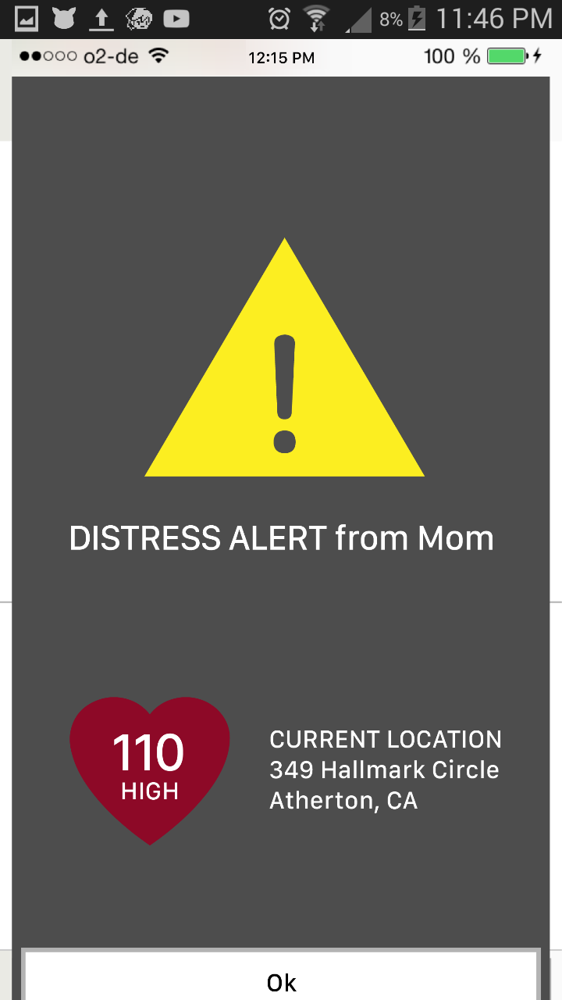 8% 11:46 PM
o2-de 12:15 PM 100 %
DISTRESS ALERT from Mom
110
HIGH
CURRENT LOCATION
349 Hallmark Circle
Atherton, CA
Ok